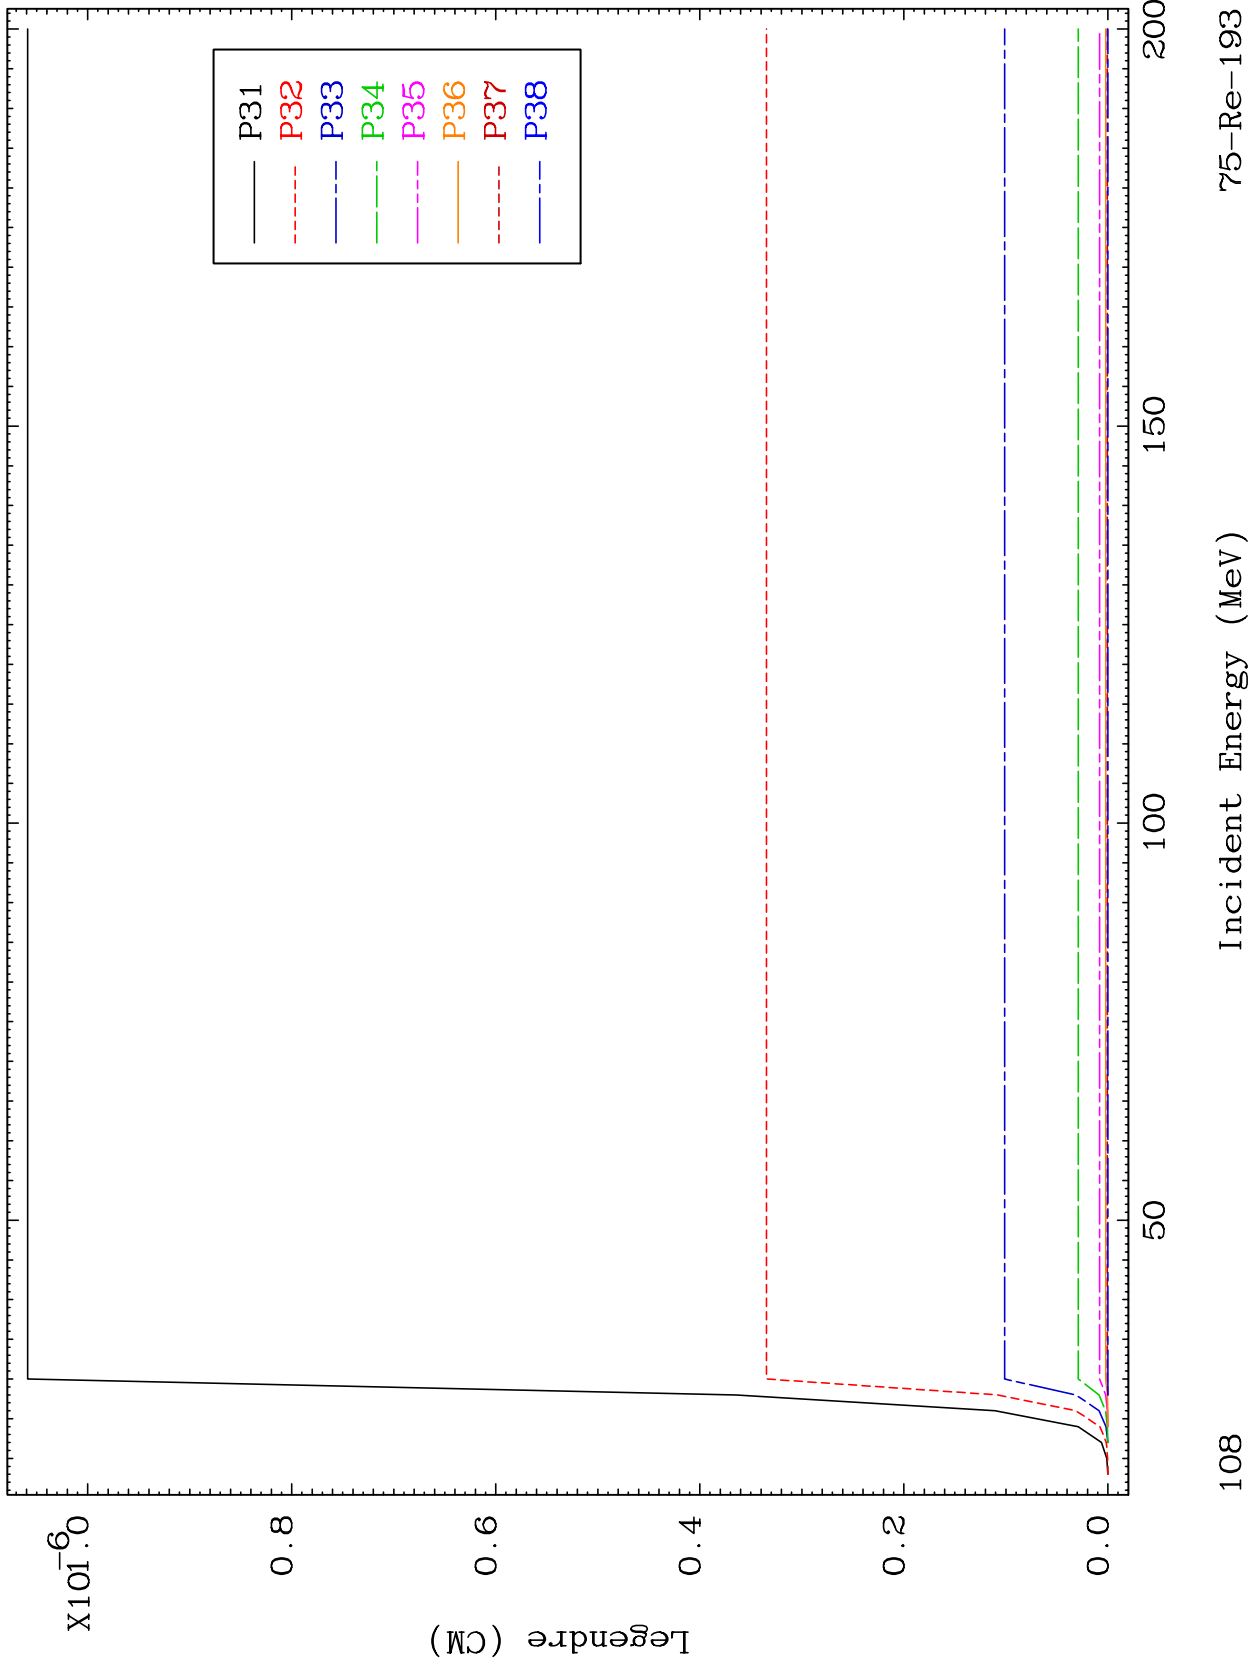 X10-6
1.0
0.8
0.6
0.4
0.2
0.0
Legendre (CM)
P31
P32
P33
P34
P35
P36
P37
P38
50
100
150
200
Incident Energy (MeV)
108
75-Re-193